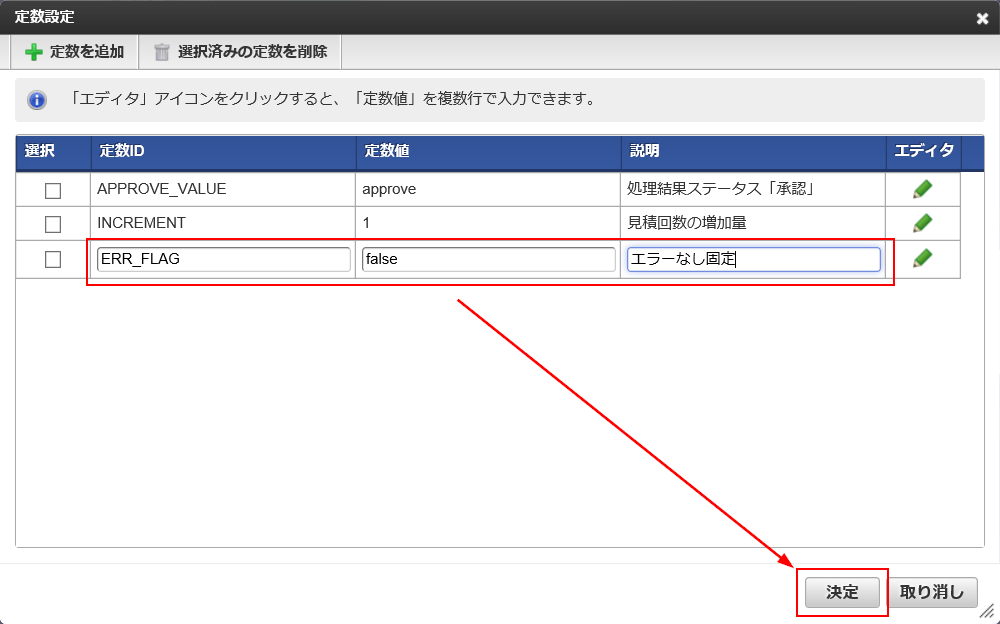 定数設定
定数を追加 選択済みの定数を削除
「エディタ」アイコンをクリックすると、「定数値」を複数行で入力できます。
選択 定数ID 定数値 説明 エディタ
APPROVE_VALUE approve 処理結果ステータス「承認」
INCREMENT 1 見積回数の増加量
ERR_FLAG false エラーなし固定
決定 取り消し